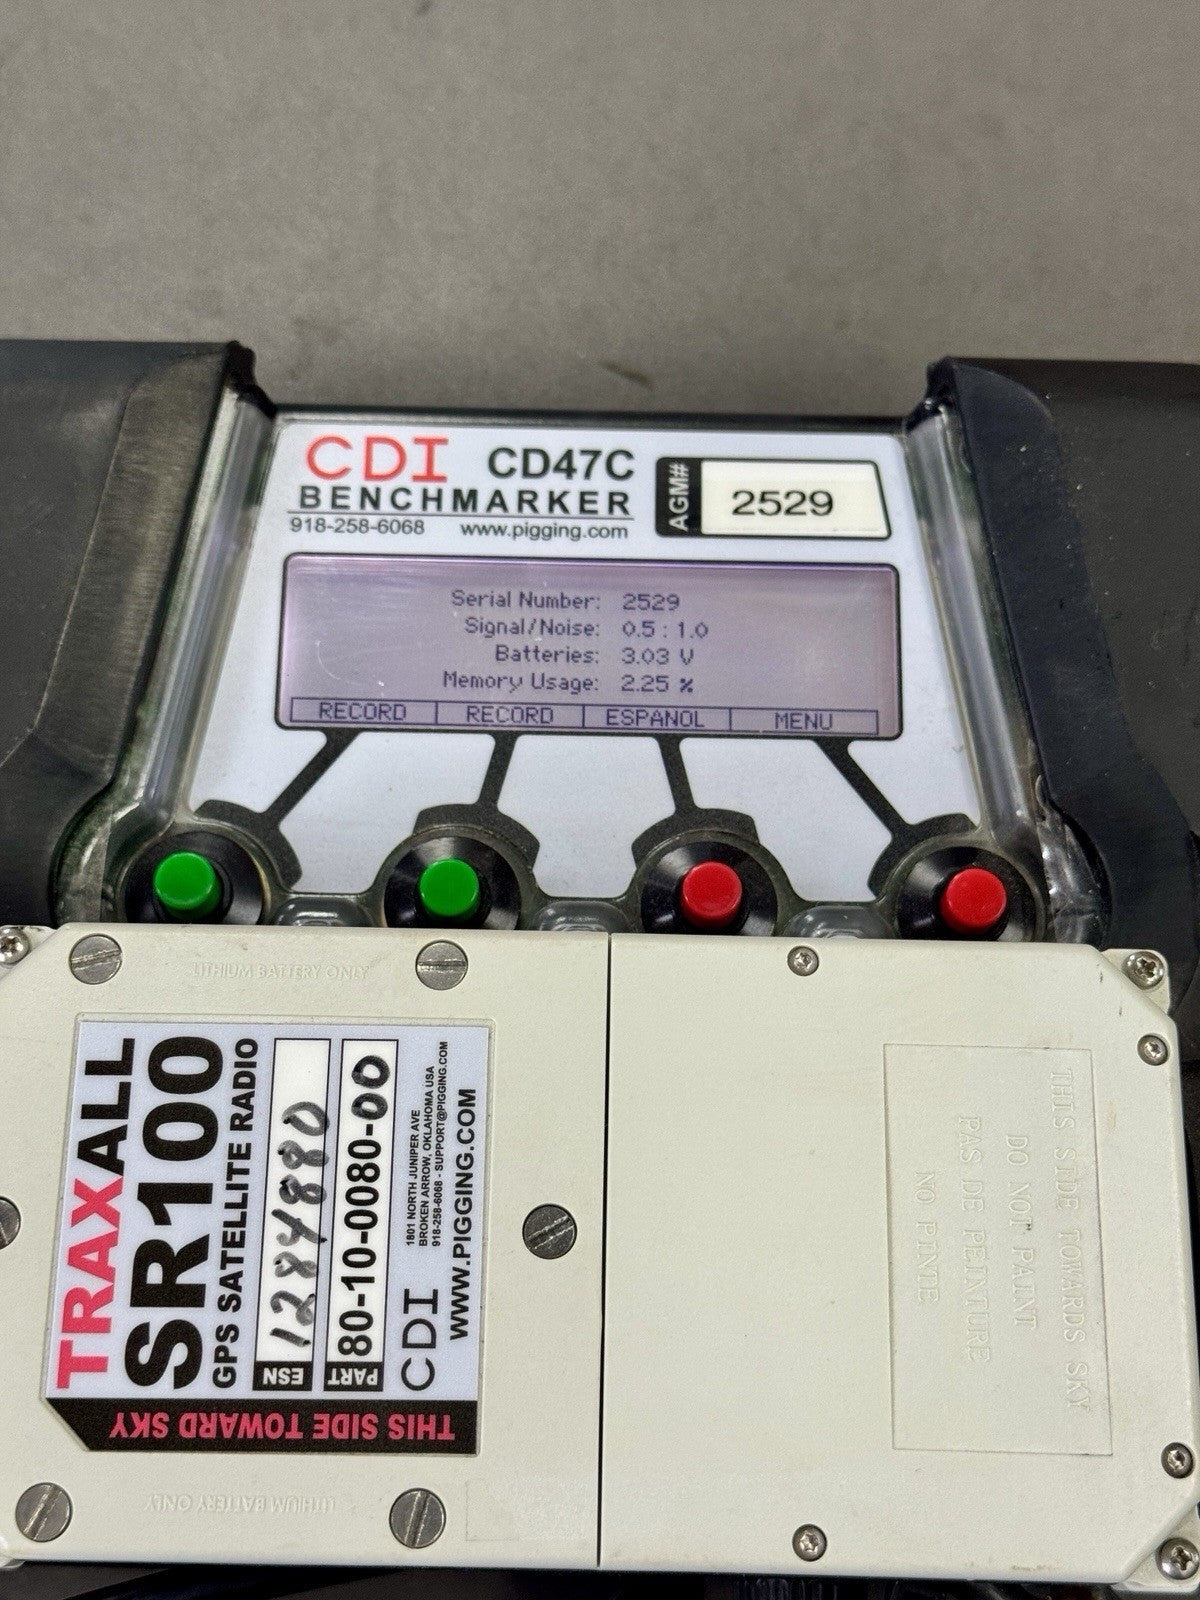 CDI CD47C
BENCHMARKER
918-258-6068 www.pigging.com
AGM# 2529
Serial Number: 2529
Signal/Noise: 0.5 : 1.0
Batteries: 3.03 V
Memory Usage: 2.25 %
RECORD RECORD ESPANOL MENU
LITHIUM BATTERY ONLY
TRAXALL
SR100
GPS SATELLITE RADIO
ESN 1284880
PART 80-10-0080-00
CDI
1801 NORTH JUNIPER AVE
BROKEN ARROW, OKLAHOMA USA
918-258-6068 - SUPPORT@PIGGING.COM
WWW.PIGGING.COM
THIS SIDE TOWARD SKY
LITHIUM BATTERY ONLY
THIS SIDE TOWARDS SKY
DO NOT PAINT
PAS DE PEINTURE
NO PINTE